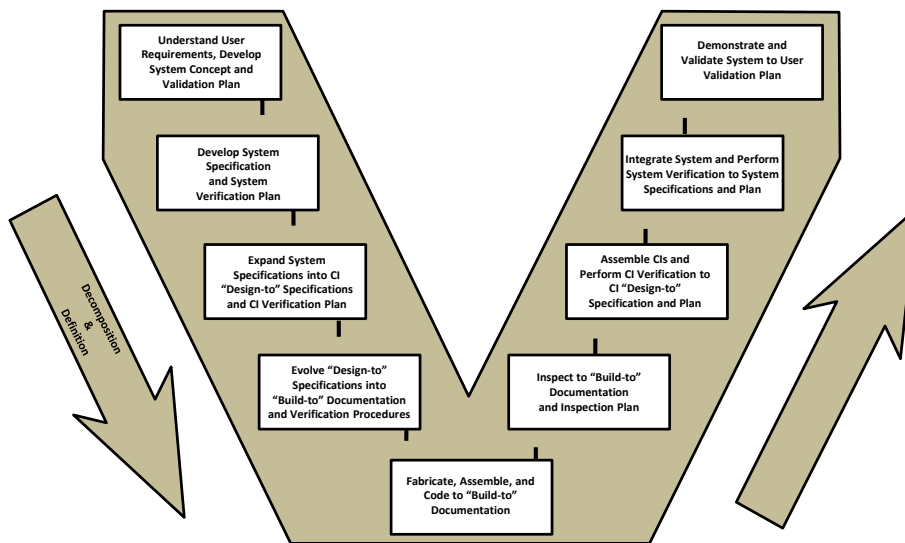 Understand User
Requirements, Develop
System Concept and
Validation Plan
Develop System
Specification
and System
Verification Plan
Expand System
Specifications into CI
“Design-to” Specifications
and CI Verification Plan
Evolve “Design-to”
Specifications into
“Build-to” Documentation
and Verification Procedures
Fabricate, Assemble, and
Code to “Build-to”
Documentation
Inspect to “Build-to”
Documentation
and Inspection Plan
Assemble CIs and
Perform CI Verification to
CI “Design-to”
Specification and Plan
Integrate System and Perform
System Verification to System
Specifications and Plan
Demonstrate and
Validate System to User
Validation Plan
Decomposition
&
Definition